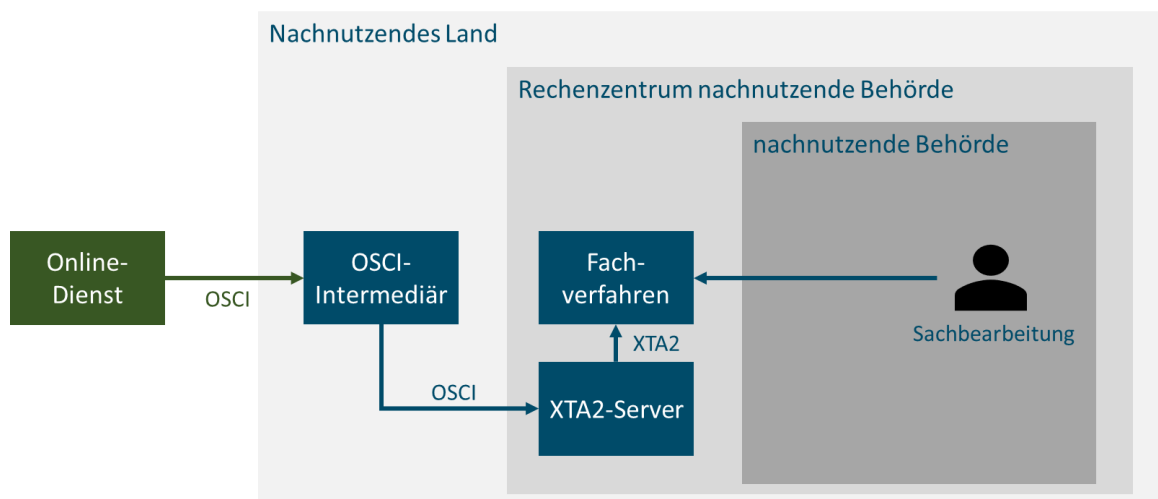 Nachnutzendes Land
Rechenzentrum nachnutzende Behörde
nachnutzende Behörde
Online-
Dienst
OSCI
OSCI-
Intermediär
Fach-
verfahren
Sachbearbeitung
XTA2
OSCI
XTA2-Server